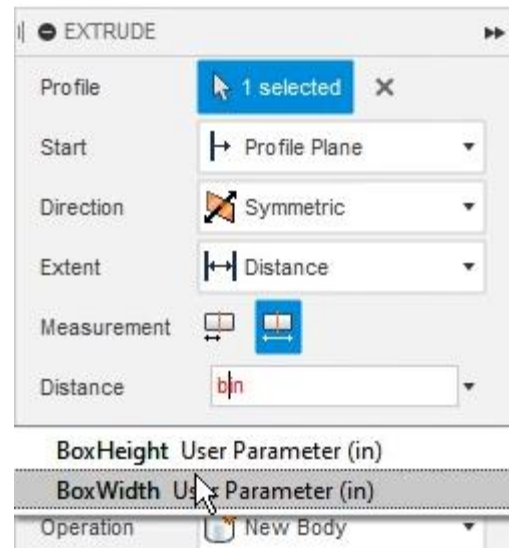 EXTRUDE
Profile 1 selected
Start Profile Plane
Direction Symmetric
Extent Distance
Measurement
Distance bin
BoxHeight User Parameter (in)
BoxWidth User Parameter (in)
Operation New Body